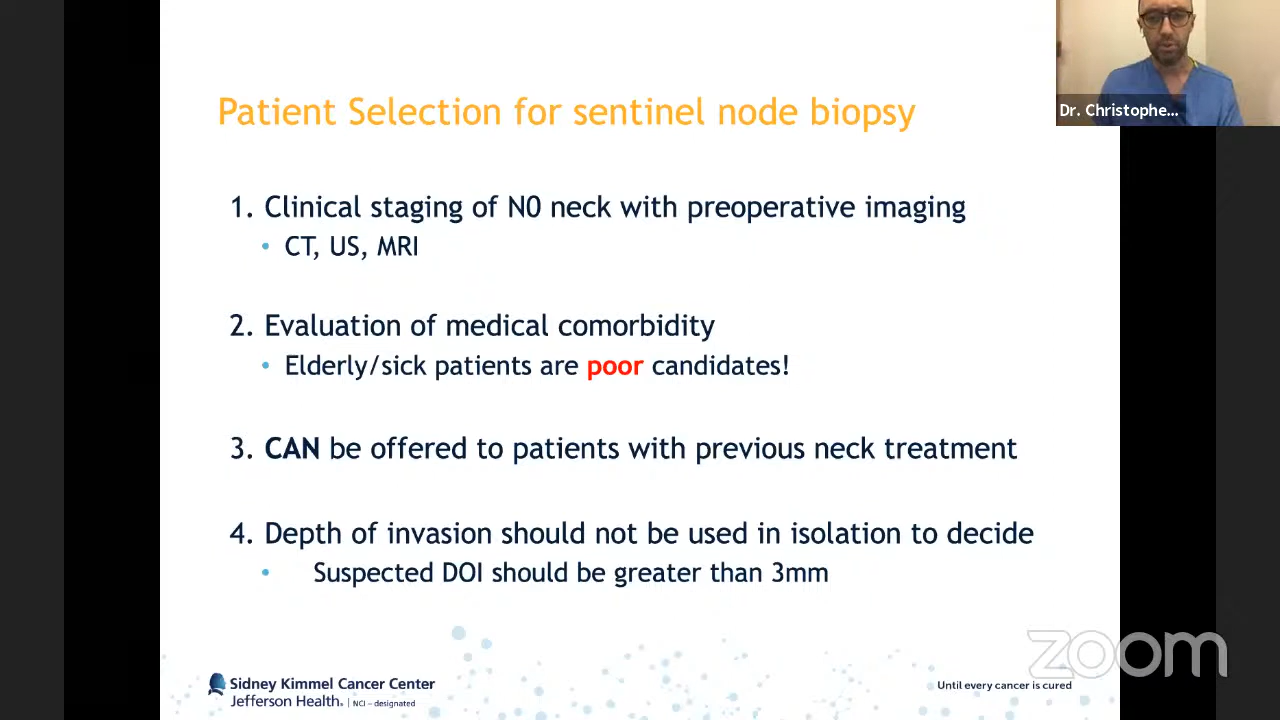 Dr. Christophe...
Patient Selection for sentinel node biopsy
1. Clinical staging of N0 neck with preoperative imaging
• CT, US, MRI
2. Evaluation of medical comorbidity
• Elderly/sick patients are poor candidates!
3. CAN be offered to patients with previous neck treatment
4. Depth of invasion should not be used in isolation to decide
• Suspected DOI should be greater than 3mm
zoom
Sidney Kimmel Cancer Center
Jefferson Health. | NCI – designated
Until every cancer is cured